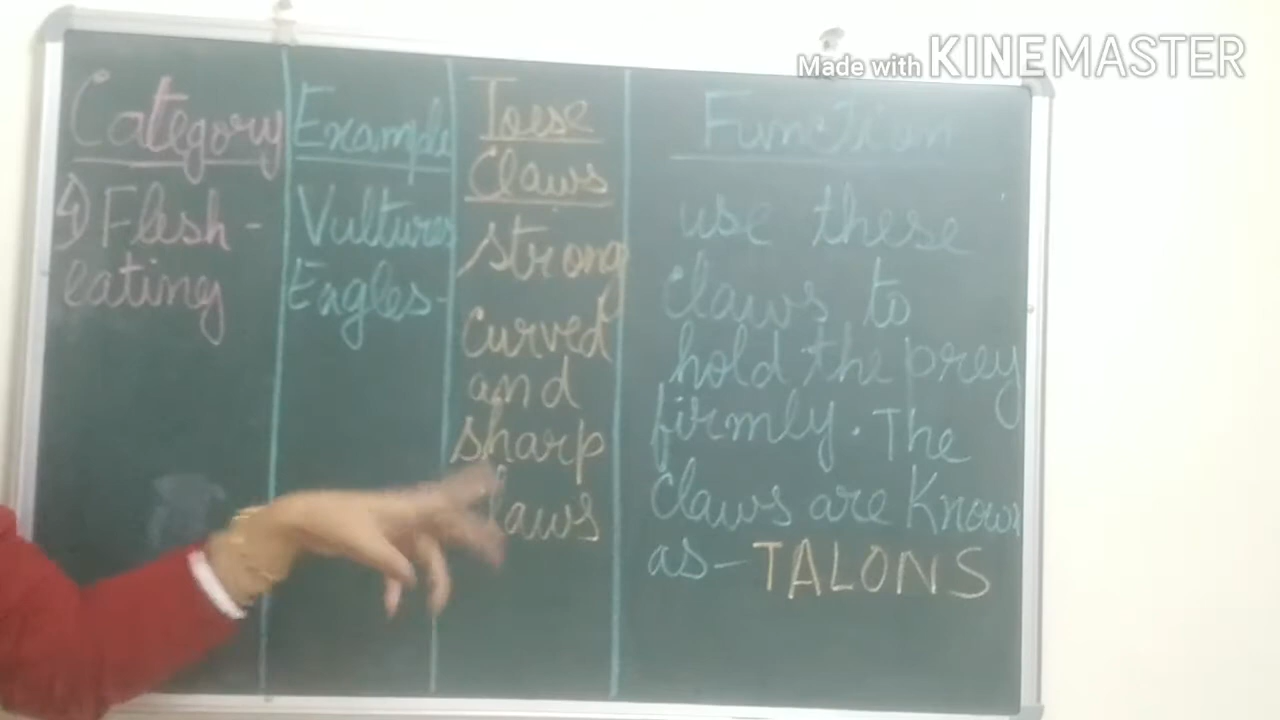 Made with KINEMASTER
Category
4) Flesh-
eating
Example
Vultures
Eagles-
Toese
Claws
strong
curved
and
sharp
claws
Function
use these
claws to
hold the prey
firmly. The
claws are known
as- TALONS